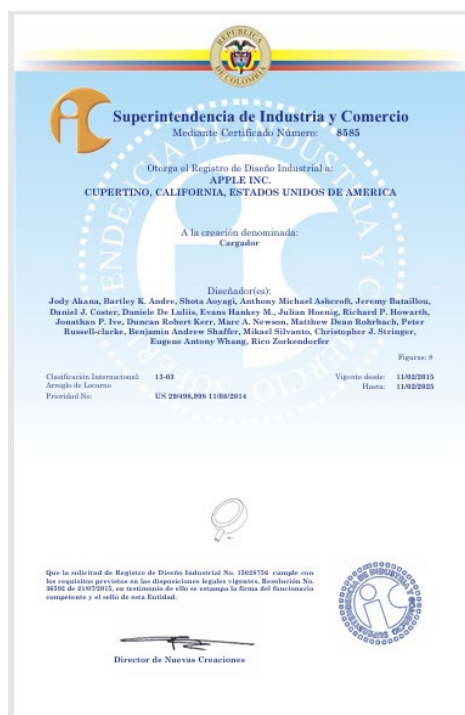 REPUBLICA
DE COLOMBIA
Superintendencia de Industria y Comercio
Mediante Certificado Número: 8585
Otorga el Registro de Diseño Industrial a:
APPLE INC.
CUPERTINO, CALIFORNIA, ESTADOS UNIDOS DE AMERICA
A la creación denominada:
Cargador
Diseñador(es):
Jody Akana, Bartley K. Andre, Shota Aoyagi, Anthony Michael Ashcroft, Jeremy Bataillou,
Daniel J. Coster, Daniele De Luliis, Evans Hankey M., Julian Hoenig, Richard P. Howarth,
Jonathan P. Ive, Duncan Robert Kerr, Marc A. Newson, Matthew Dean Rohrbach, Peter
Russell-clarke, Benjamin Andrew Shaffer, Mikael Silvanto, Christopher J. Stringer,
Eugene Antony Whang, Rico Zorkendorfer
Figuras: 8
Clasificación Internacional: 13-03 Vigente desde: 11/02/2015
Arreglo de Locarno Hasta: 11/02/2025
Prioridad No: US 29/498,998 11/08/2014
Que la solicitud de Registro de Diseño Industrial No. 15028756 cumple con
los requisitos previstos en las disposiciones legales vigentes, Resolución No.
36592 de 21/07/2015, en testimonio de ello se estampa la firma del funcionario
competente y el sello de esta Entidad.
SUPERINTENDENCIA DE INDUSTRIA Y COMERCIO
Director de Nuevas Creaciones